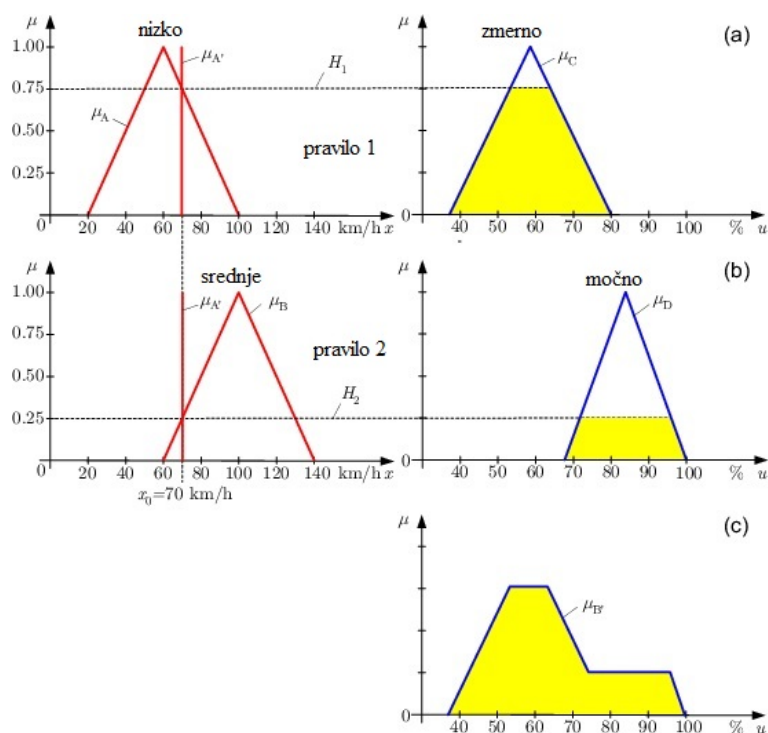 μ nizko μ zmerno (a)
1.00 μA' H1 μC
0.75
μA
0.50
pravilo 1
0.25
0 20 40 60 80 100 120 140 km/h x 0 40 50 60 70 80 90 100 % u
μ srednje μ močno (b)
1.00 μA' μB μD
0.75
pravilo 2
0.50
H2
0.25
0 20 40 60 80 100 120 140 km/h x 0 40 50 60 70 80 90 100 % u
x0=70 km/h
μ (c)
μB'
0 40 50 60 70 80 90 100 % u